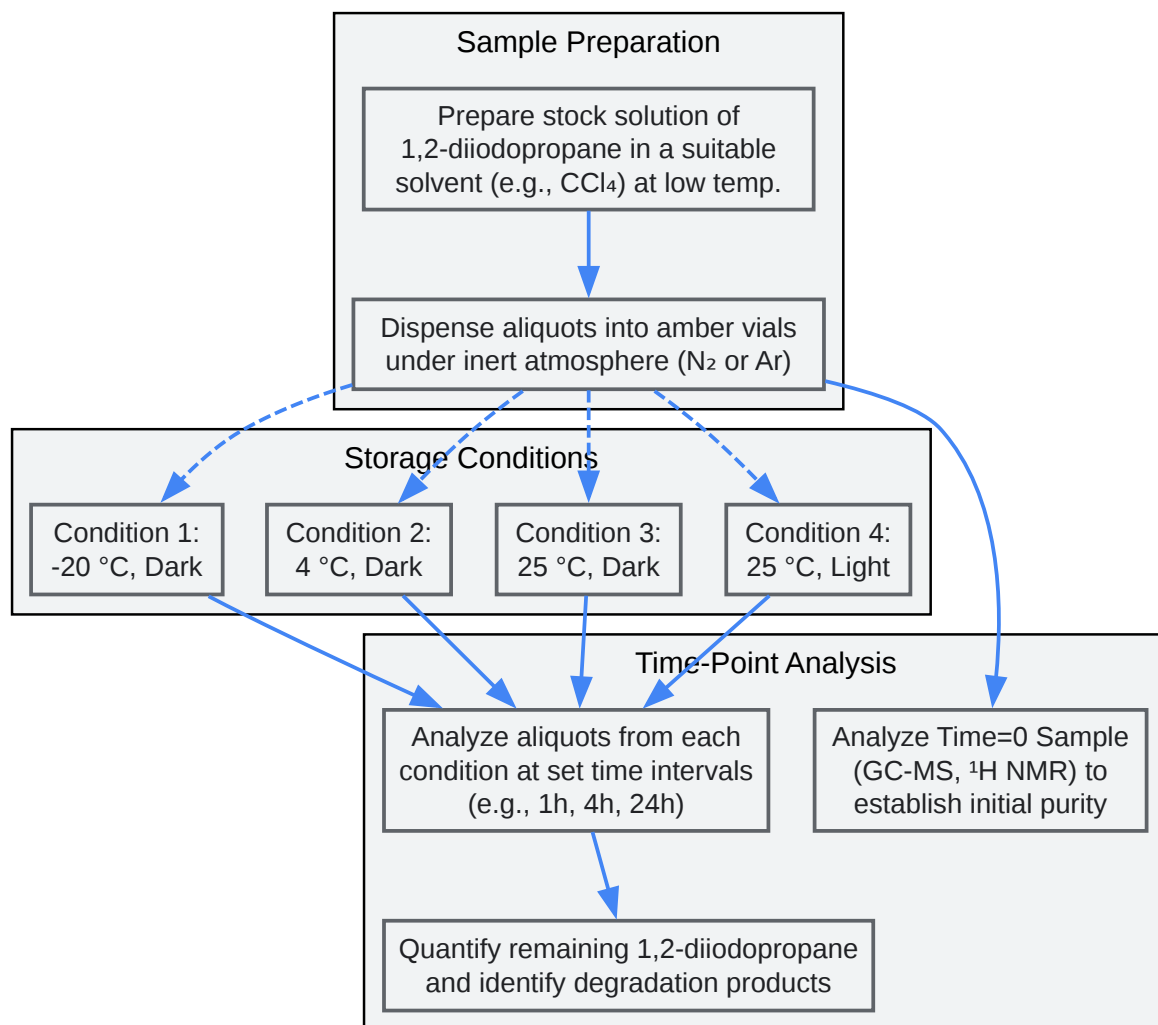 Sample Preparation
Prepare stock solution of
1,2-diiodopropane in a suitable
solvent (e.g., CCl₄) at low temp.
Dispense aliquots into amber vials
under inert atmosphere (N₂ or Ar)
Storage Conditions
Condition 1:
-20 °C, Dark
Condition 2:
4 °C, Dark
Condition 3:
25 °C, Dark
Condition 4:
25 °C, Light
Time-Point Analysis
Analyze aliquots from each
condition at set time intervals
(e.g., 1h, 4h, 24h)
Analyze Time=0 Sample
(GC-MS, ¹H NMR) to
establish initial purity
Quantify remaining 1,2-diiodopropane
and identify degradation products